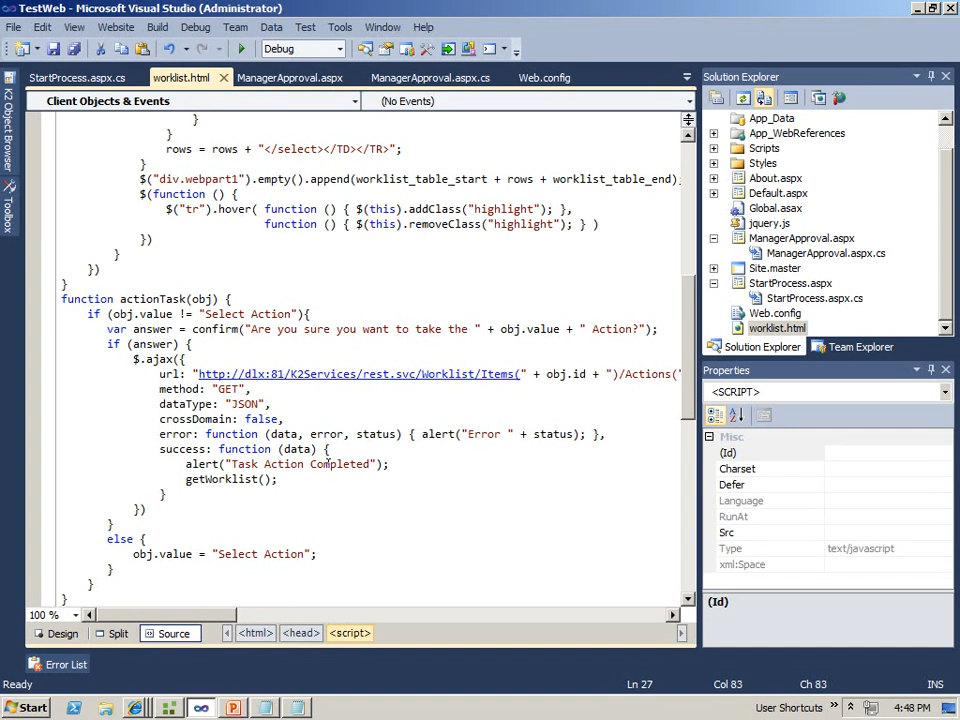 TestWeb - Microsoft Visual Studio (Administrator)
File Edit View Website Build Debug Team Data Test Tools Window Help
Debug
StartProcess.aspx.cs worklist.html ManagerApproval.aspx ManagerApproval.aspx.cs Web.config
Client Objects & Events (No Events)
K2 Object Browser
Toolbox
}
}
rows = rows + "</select></TD></TR>";
}
$("div.webpart1").empty().append(worklist_table_start + rows + worklist_table_end);
$(function () {
$("tr").hover( function () { $(this).addClass("highlight"); },
function () { $(this).removeClass("highlight"); } )
})
}
})
}
function actionTask(obj) {
if (obj.value != "Select Action"){
var answer = confirm("Are you sure you want to take the " + obj.value + " Action?");
if (answer) {
$.ajax({
url: "http://dlx:81/K2Services/rest.svc/Worklist/Items(" + obj.id + ")/Actions("
method: "GET",
dataType: "JSON",
crossDomain: false,
error: function (data, error, status) { alert("Error " + status); },
success: function (data) {
alert("Task Action Completed");
getWorklist();
}
})
}
else {
obj.value = "Select Action";
}
}
}
100 %
Design Split Source <html> <head> <script>
Solution Explorer
App_Data
App_WebReferences
Scripts
Styles
About.aspx
Default.aspx
Global.asax
jquery.js
ManagerApproval.aspx
ManagerApproval.aspx.cs
Site.master
StartProcess.aspx
StartProcess.aspx.cs
Web.config
worklist.html
Solution Explorer Team Explorer
Properties
<SCRIPT>
Misc
(Id)
Charset
Defer
Language
RunAt
Src
Type text/javascript
xml:Space
(Id)
Error List
Ready Ln 27 Col 83 Ch 83 INS
Start User Shortcuts 4:48 PM